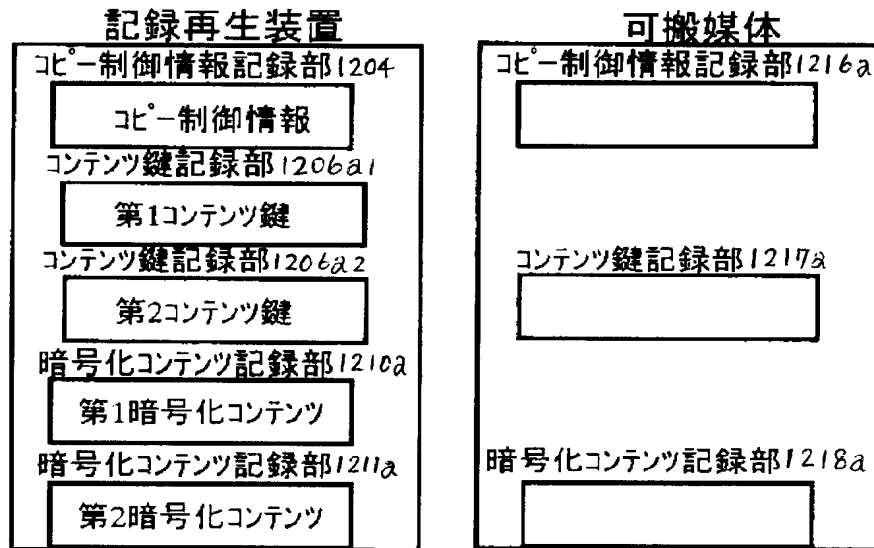 記録再生装置
コピー制御情報記録部1204
コピー制御情報
コンテンツ鍵記録部1206a1
第1コンテンツ鍵
コンテンツ鍵記録部1206a2
第2コンテンツ鍵
暗号化コンテンツ記録部1210a
第1暗号化コンテンツ
暗号化コンテンツ記録部1211a
第2暗号化コンテンツ
可搬媒体
コピー制御情報記録部1216a
コンテンツ鍵記録部1217a
暗号化コンテンツ記録部1218a